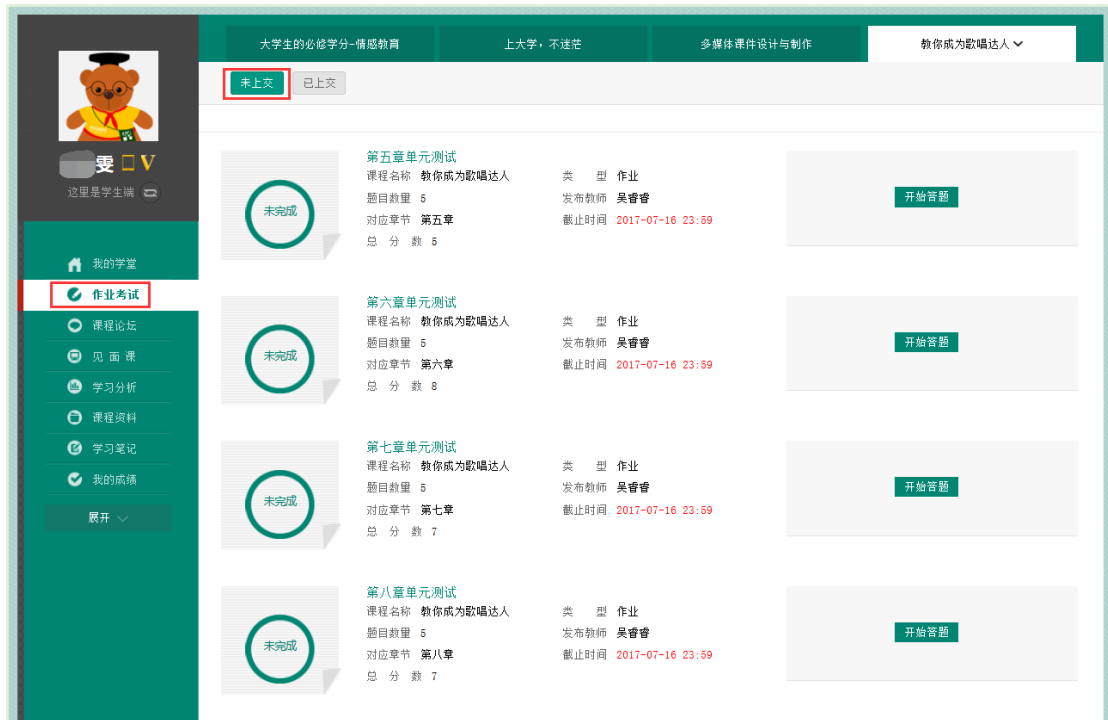 大学生的必修学分-情感教育
上大学，不迷茫
多媒体课件设计与制作
教你成为歌唱达人
未上交
已上交
雯 V
这里是学生端
我的学堂
作业考试
课程论坛
见 面 课
学习分析
课程资料
学习笔记
我的成绩
展开
未完成
第五章单元测试
课程名称 教你成为歌唱达人 类 型 作业
题目数量 5 发布教师 吴睿睿
对应章节 第五章 截止时间 2017-07-16 23:59
总 分 数 5
开始答题
未完成
第六章单元测试
课程名称 教你成为歌唱达人 类 型 作业
题目数量 5 发布教师 吴睿睿
对应章节 第六章 截止时间 2017-07-16 23:59
总 分 数 8
开始答题
未完成
第七章单元测试
课程名称 教你成为歌唱达人 类 型 作业
题目数量 5 发布教师 吴睿睿
对应章节 第七章 截止时间 2017-07-16 23:59
总 分 数 7
开始答题
未完成
第八章单元测试
课程名称 教你成为歌唱达人 类 型 作业
题目数量 5 发布教师 吴睿睿
对应章节 第八章 截止时间 2017-07-16 23:59
总 分 数 7
开始答题